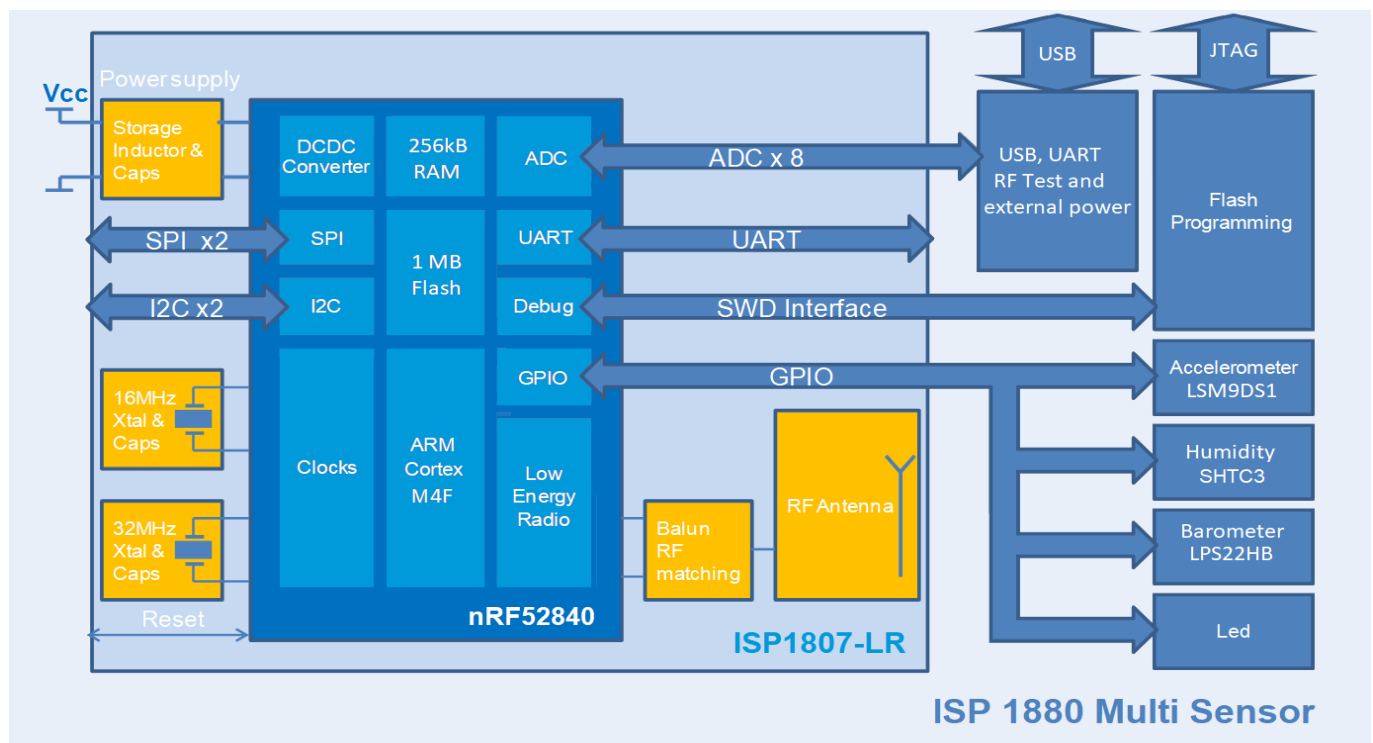 USB
JTAG
Power supply
Vcc
Storage
Inductor &
Caps
DCDC
Converter
256kB
RAM
ADC
ADC x 8
USB, UART
RF Test and
external power
Flash
Programming
SPI x2
SPI
1 MB
Flash
UART
UART
I2C x2
I2C
Debug
SWD Interface
GPIO
GPIO
Accelerometer
LSM9DS1
16MHz
Xtal &
Caps
Clocks
ARM
Cortex
M4F
Low
Energy
Radio
Humidity
SHTC3
RF Antenna
32MHz
Xtal &
Caps
Balun
RF
matching
Barometer
LPS22HB
Reset
nRF52840
Led
ISP1807-LR
ISP 1880 Multi Sensor